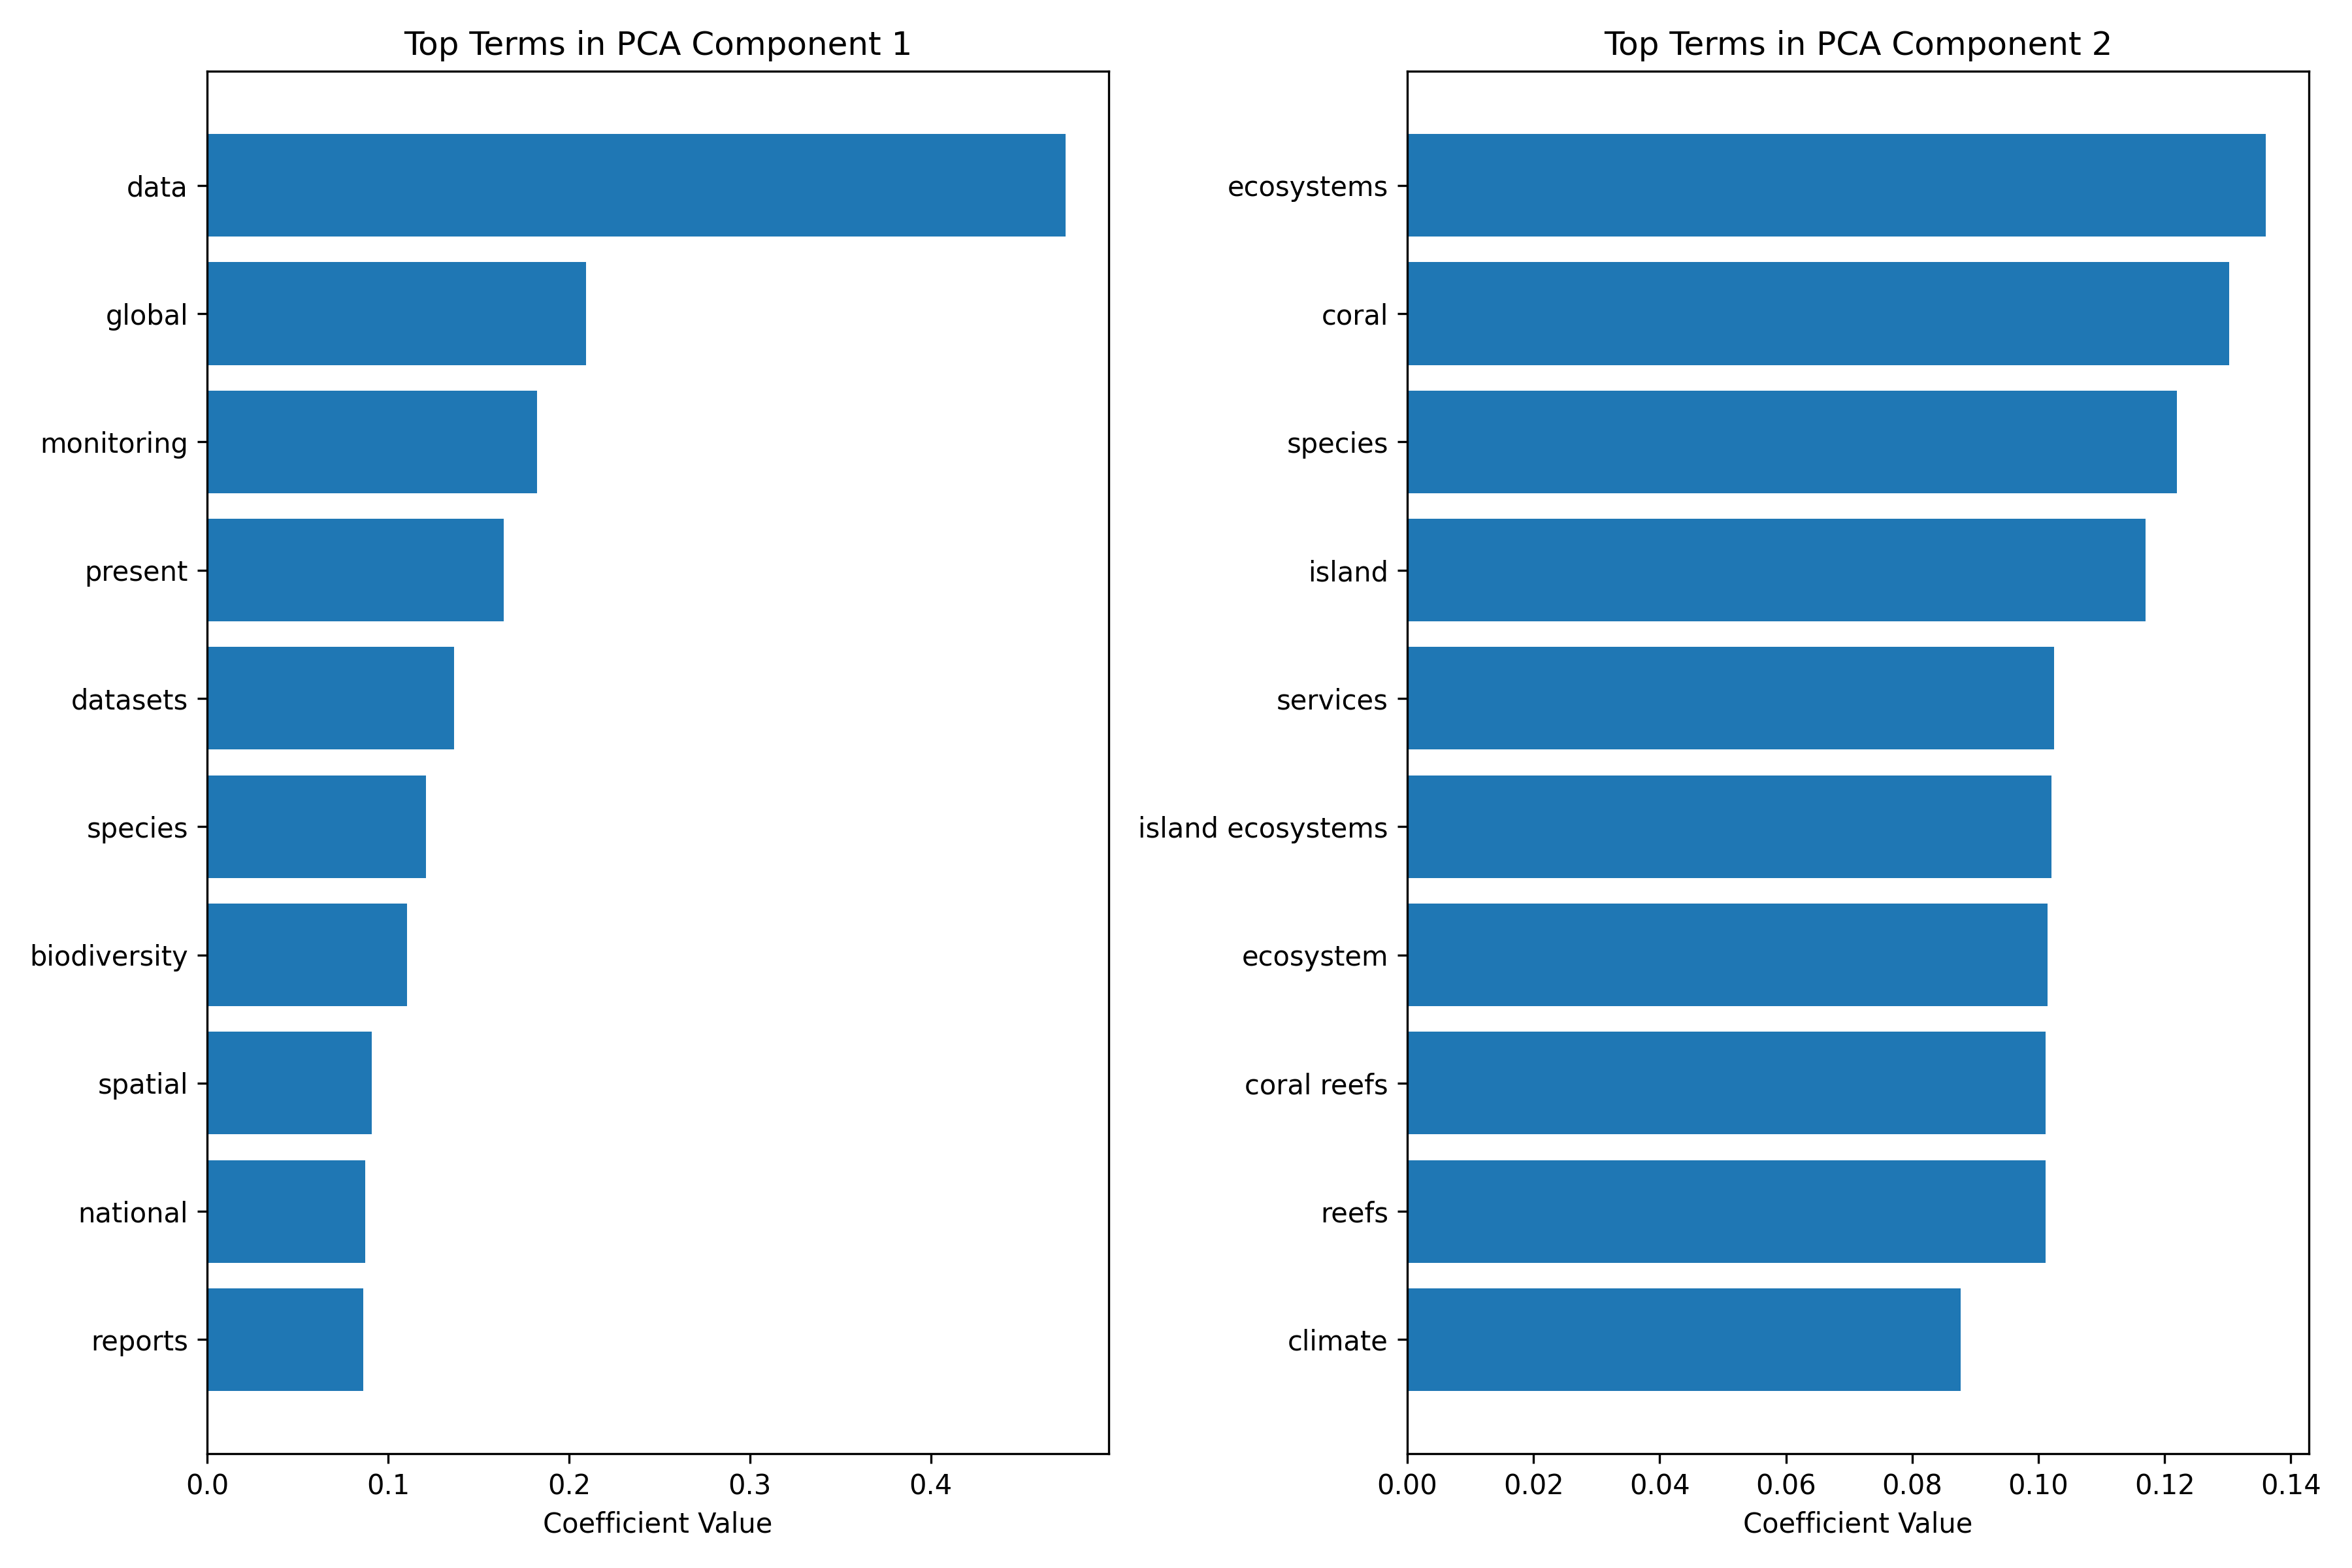 Top Terms in PCA Component 1
data
global
monitoring
present
datasets
species
biodiversity
spatial
national
reports
0.0 0.1 0.2 0.3 0.4
Coefficient Value
Top Terms in PCA Component 2
ecosystems
coral
species
island
services
island ecosystems
ecosystem
coral reefs
reefs
climate
0.00 0.02 0.04 0.06 0.08 0.10 0.12 0.14
Coefficient Value